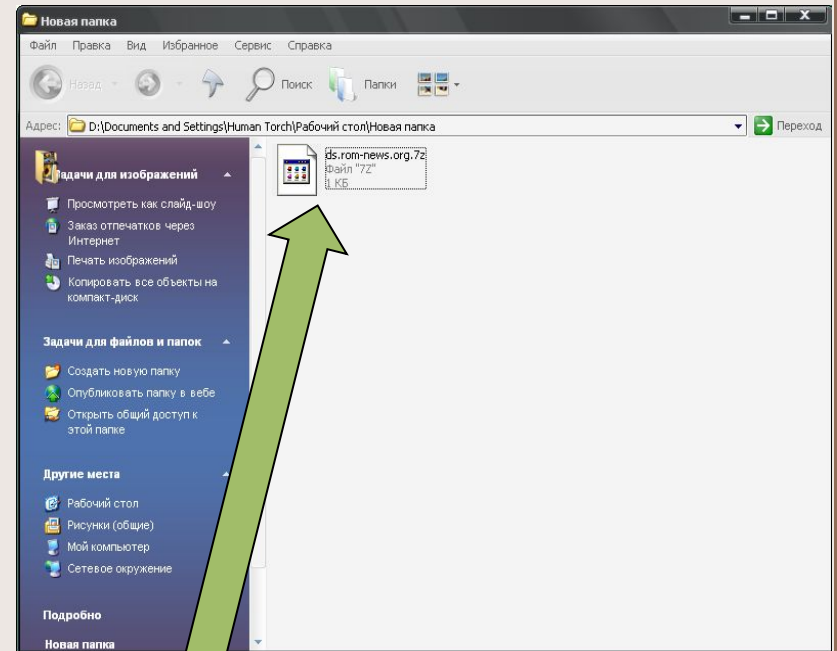 Новая папка
Файл Правка Вид Избранное Сервис Справка
Назад Поиск Папки
Адрес: D:\Documents and Settings\Human Torch\Рабочий стол\Новая папка Переход
ds.rom-news.org.7z
Файл "7Z"
1 КБ
Задачи для изображений
Просмотреть как слайд-шоу
Заказ отпечатков через
Интернет
Печать изображений
Копировать все объекты на
компакт-диск
Задачи для файлов и папок
Создать новую папку
Опубликовать папку в вебе
Открыть общий доступ к
этой папке
Другие места
Рабочий стол
Рисунки (общие)
Мой компьютер
Сетевое окружение
Подробно
Новая папка